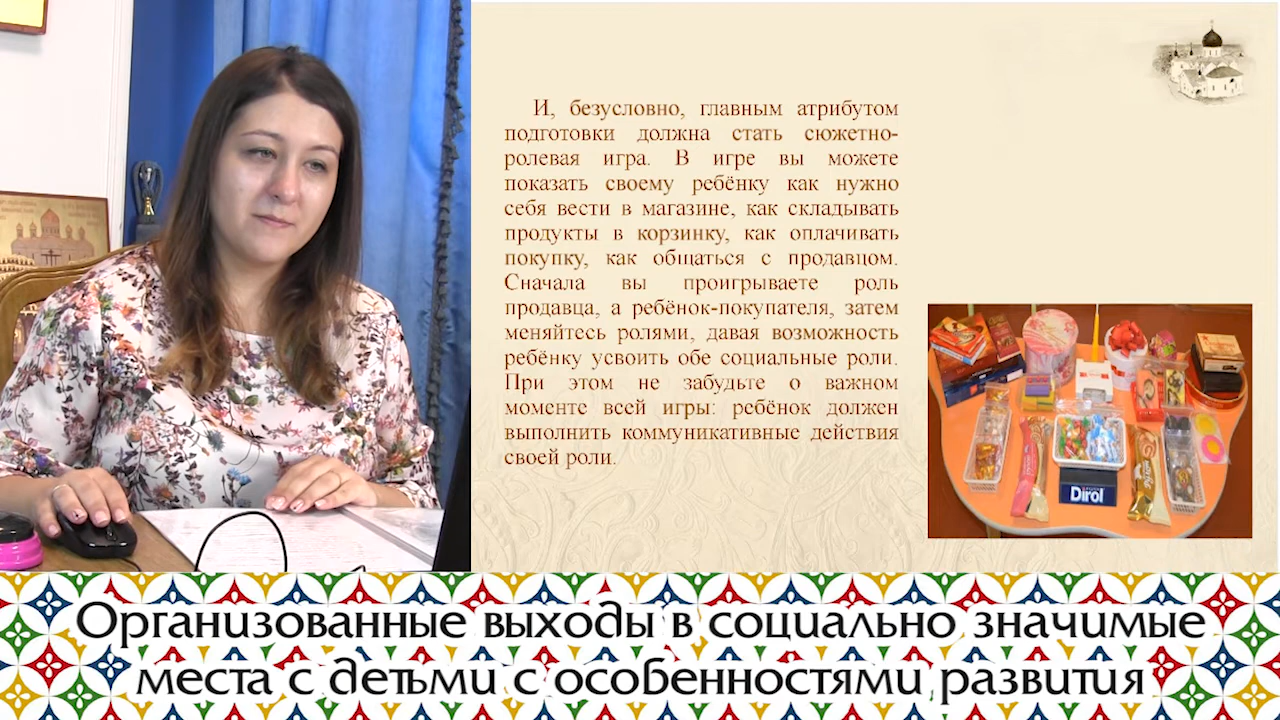 И, безусловно, главным атрибутом
подготовки должна стать сюжетно-
ролевая игра. В игре вы можете
показать своему ребёнку как нужно
себя вести в магазине, как складывать
продукты в корзинку, как оплачивать
покупку, как общаться с продавцом.
Сначала вы проигрываете роль
продавца, а ребёнок-покупателя, затем
меняйтесь ролями, давая возможность
ребёнку усвоить обе социальные роли.
При этом не забудьте о важном
моменте всей игры: ребёнок должен
выполнить коммуникативные действия
своей роли.
Dirol
Организованные выходы в социально значимые
места с детьми с особенностями развития